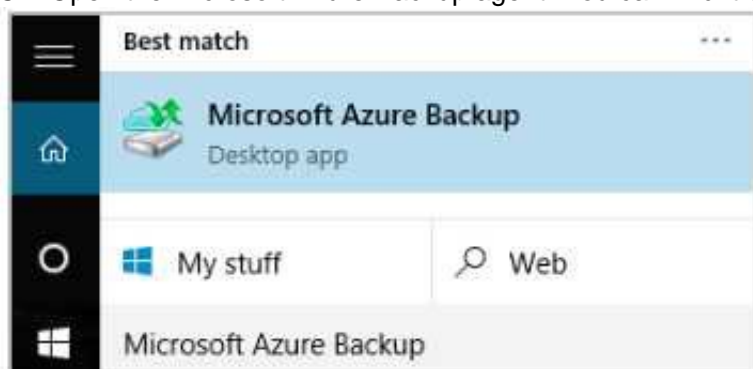 Best match
Microsoft Azure Backup
Desktop app
My stuff
Web
Microsoft Azure Backup